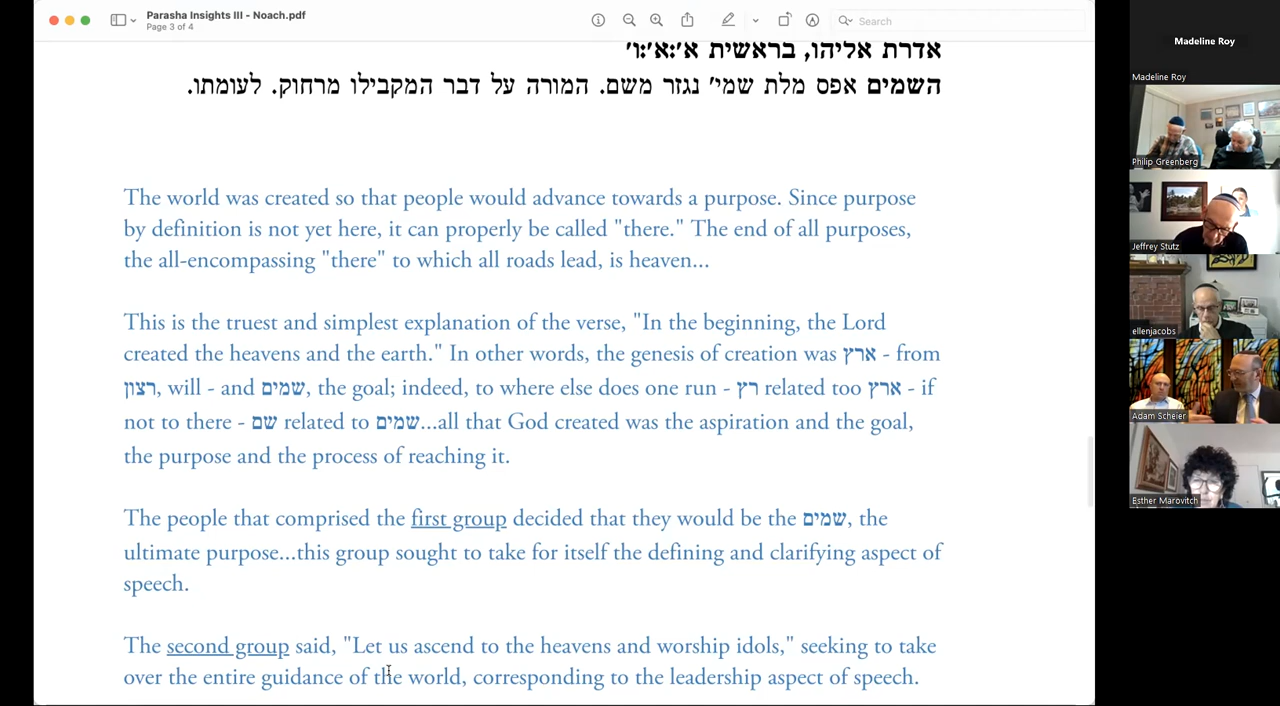 Parasha Insights III - Noach.pdf
Page 3 of 4
Search
אדרת אליהו, בראשית א':א':ו'
השמים אפס מלת שמי' נגזר משם. המורה על דבר המקבילו מרחוק. לעומתו.
The world was created so that people would advance towards a purpose. Since purpose
by definition is not yet here, it can properly be called "there." The end of all purposes,
the all-encompassing "there" to which all roads lead, is heaven...
This is the truest and simplest explanation of the verse, "In the beginning, the Lord
created the heavens and the earth." In other words, the genesis of creation was ארץ - from
רצון, will - and שמים, the goal; indeed, to where else does one run - רץ related too ארץ - if
not to there - שם related to שמים...all that God created was the aspiration and the goal,
the purpose and the process of reaching it.
The people that comprised the first group decided that they would be the שמים, the
ultimate purpose...this group sought to take for itself the defining and clarifying aspect of
speech.
The second group said, "Let us ascend to the heavens and worship idols," seeking to take
over the entire guidance of the world, corresponding to the leadership aspect of speech.
Madeline Roy
Madeline Roy
Philip Greenberg
Jeffrey Stutz
ellenjacobs
Adam Scheier
Esther Marovitch